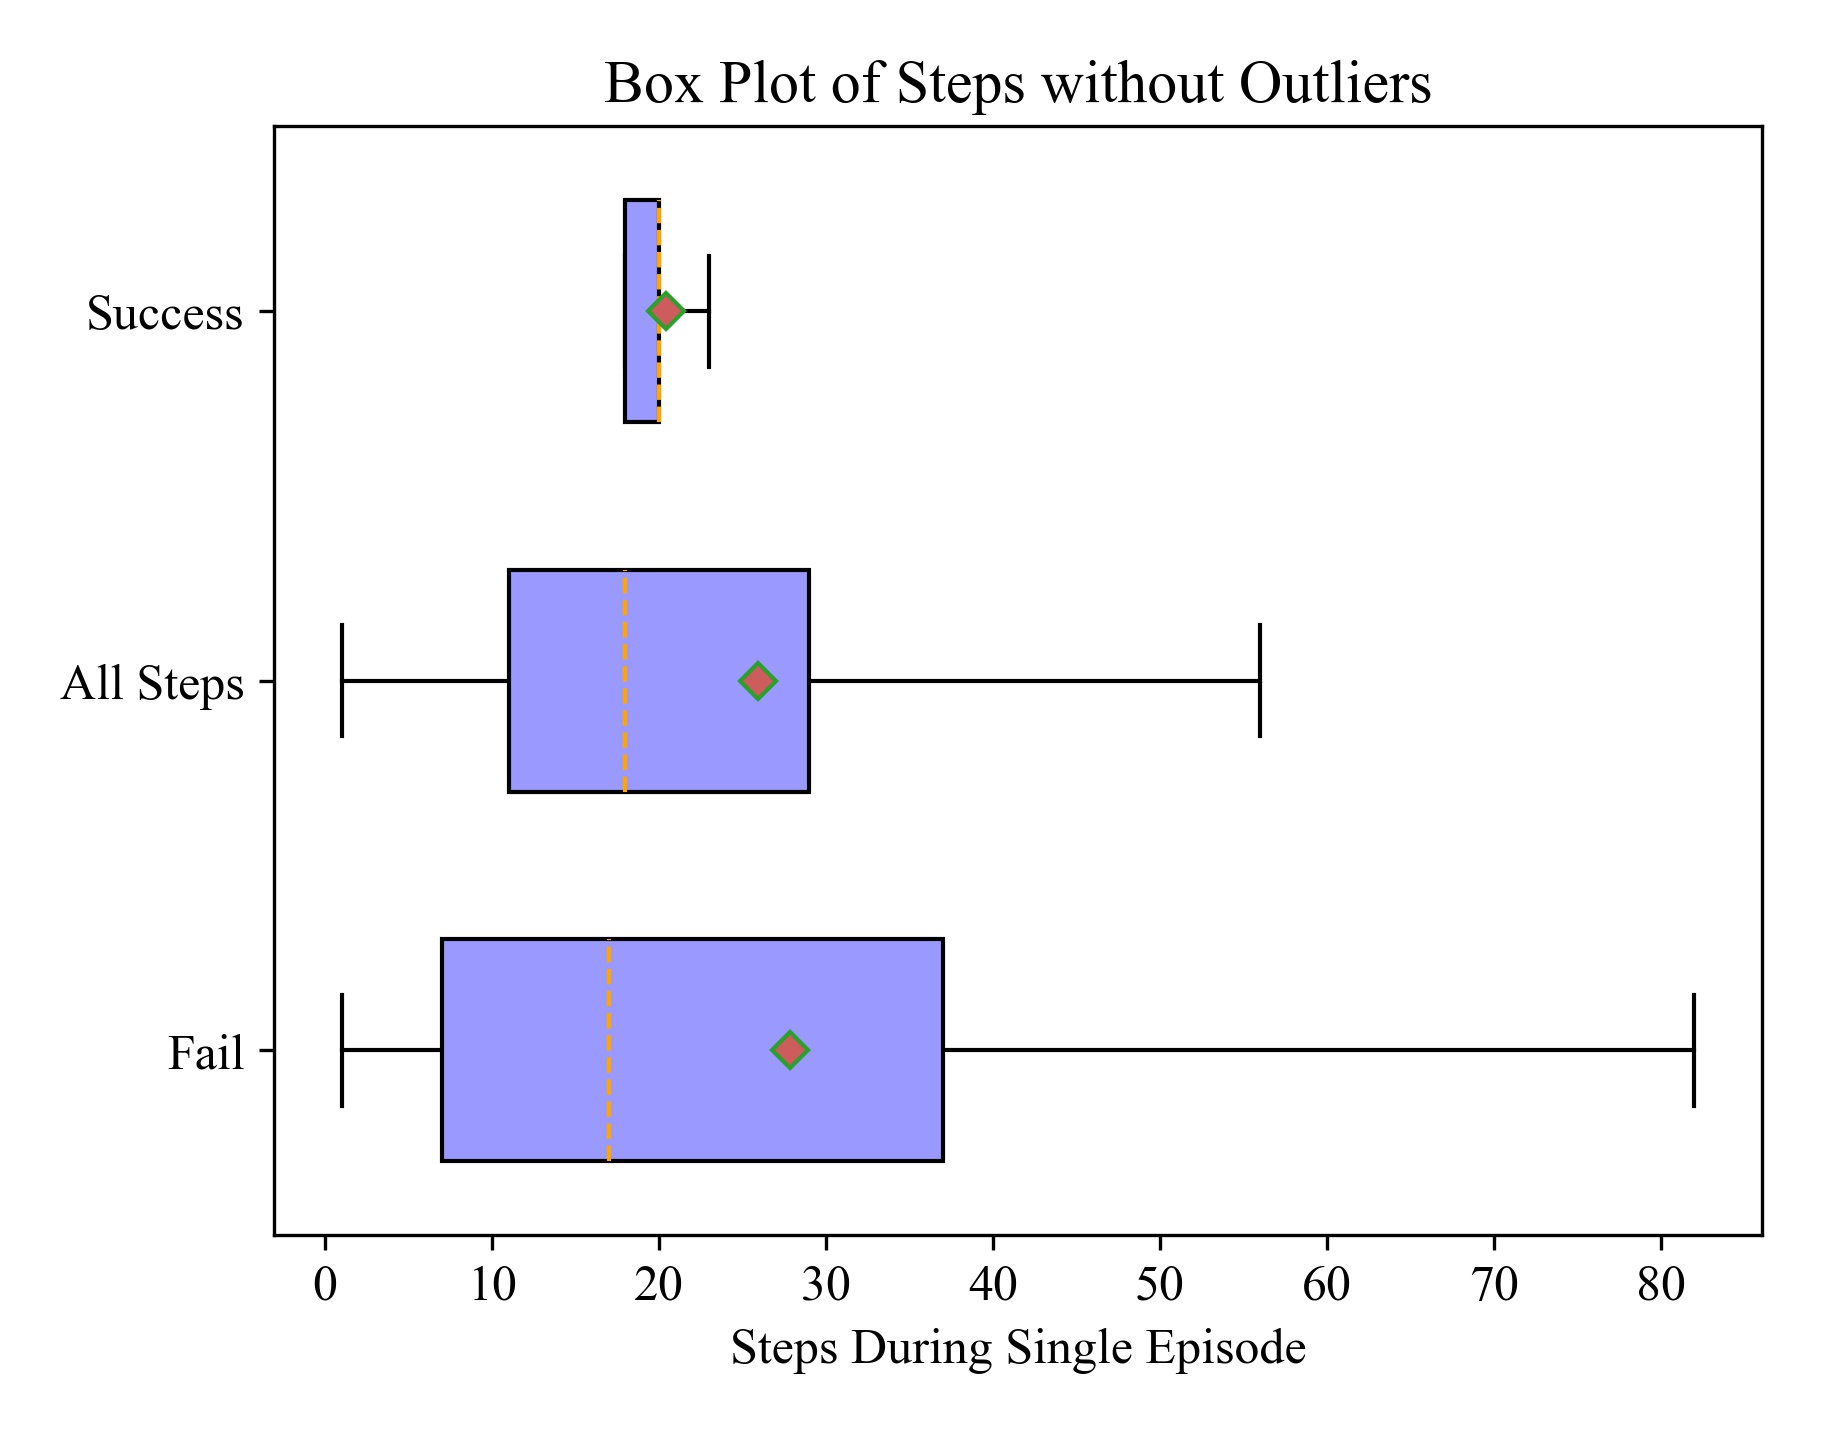 Box Plot of Steps without Outliers
Success
All Steps
Fail
0 10 20 30 40 50 60 70 80
Steps During Single Episode